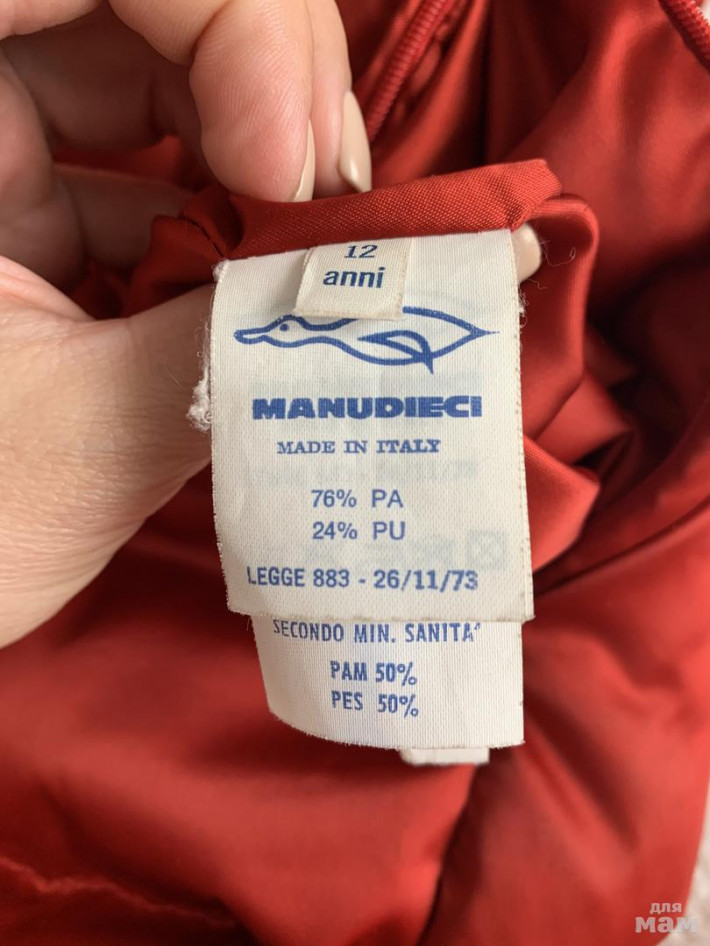 12
anni
MANUDIECI
MADE IN ITALY
76% PA
24% PU
LEGGE 883 - 26/11/73
SECONDO MIN. SANITA'
PAM 50%
PES 50%
для
мам